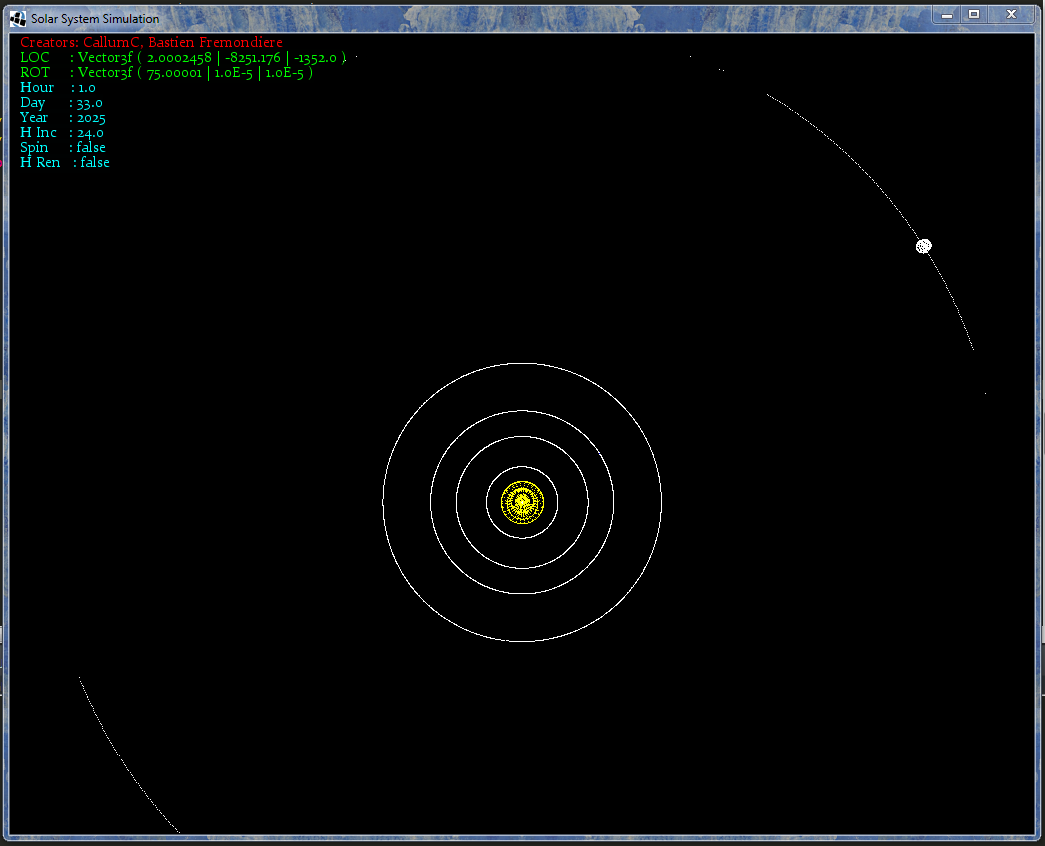 Solar System Simulation
Creators: CallumC, Bastien Fremondiere
LOC : Vector3f ( 2.0002458 | -8251.176 | -1352.0 )
ROT : Vector3f ( 75.00001 | 1.0E-5 | 1.0E-5 )
Hour : 1.0
Day : 33.0
Year : 2025
H Inc : 24.0
Spin : false
H Ren : false